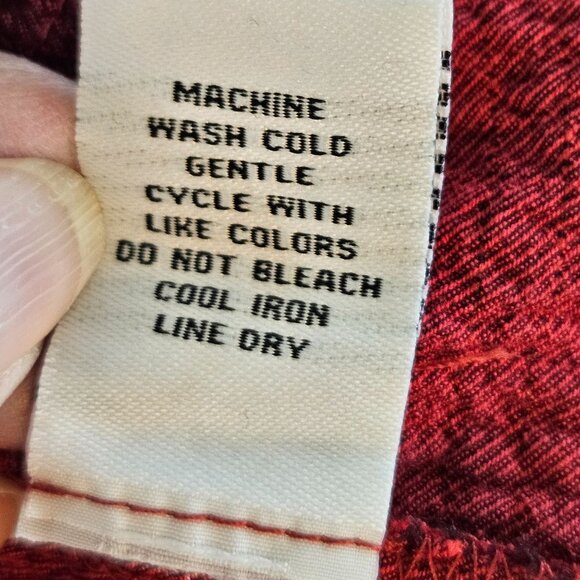 MACHINE
WASH COLD
GENTLE
CYCLE WITH
LIKE COLORS
DO NOT BLEACH
COOL IRON
LINE DRY